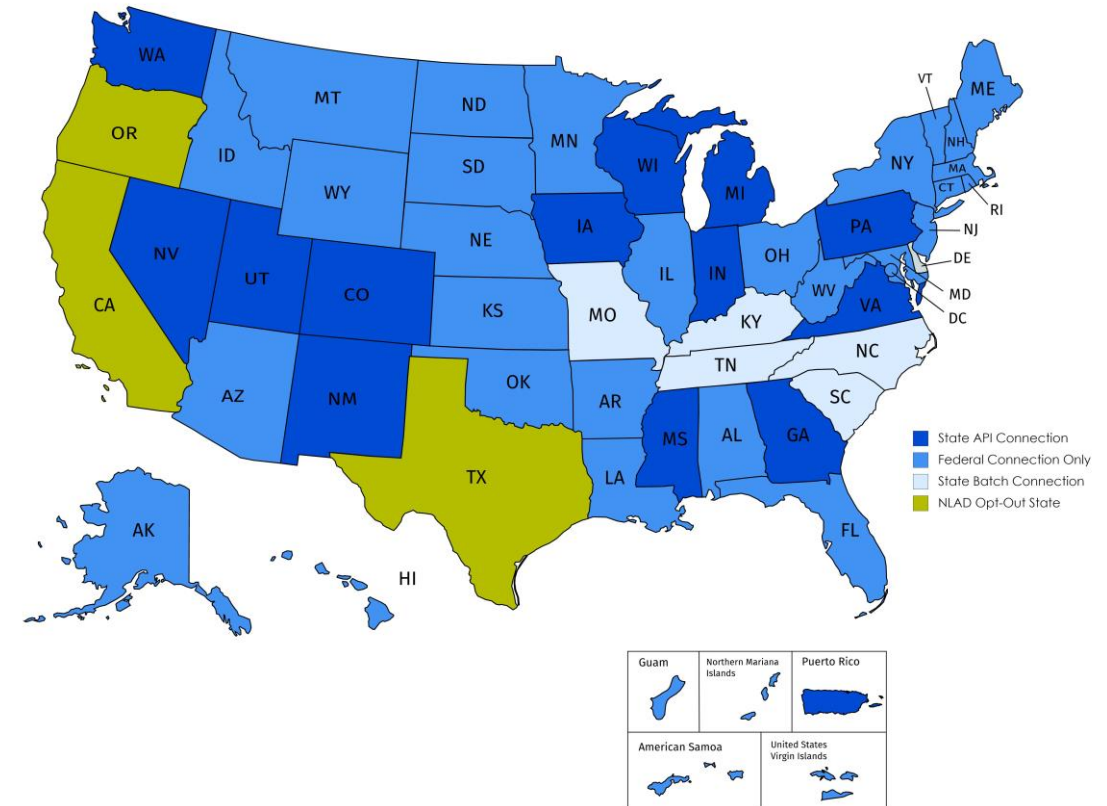 WA
MT
ND
MN
VT
ME
OR
ID
SD
WI
MI
NY
NH
MA
CT
RI
WY
NE
IA
PA
NJ
NV
UT
CO
KS
IL
IN
OH
DE
MD
DC
CA
MO
WV
VA
KY
AZ
NM
OK
AR
TN
NC
SC
State API Connection
Federal Connection Only
State Batch Connection
NLAD Opt-Out State
TX
LA
MS
AL
GA
FL
AK
HI
Guam
Northern Mariana
Islands
Puerto Rico
American Samoa
United States
Virgin Islands